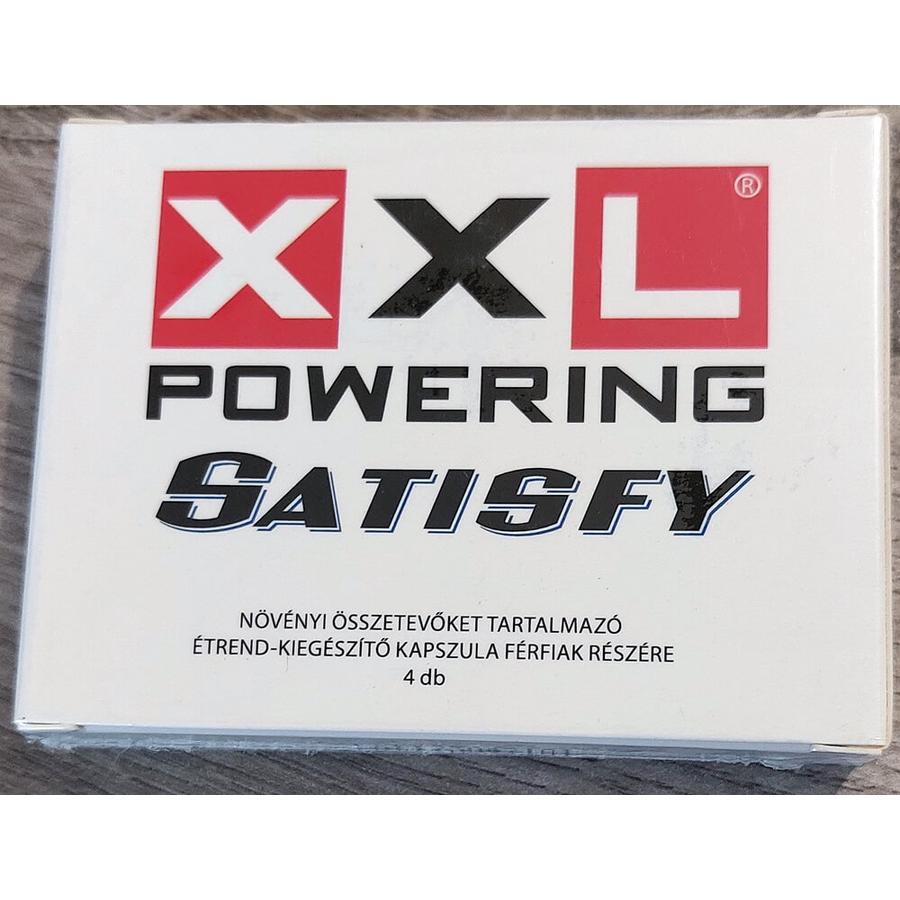 XXL®
POWERING
SATISFY
NÖVÉNYI ÖSSZETEVŐKET TARTALMAZÓ
ÉTREND-KIEGÉSZÍTŐ KAPSZULA FÉRFIAK RÉSZÉRE
4 db